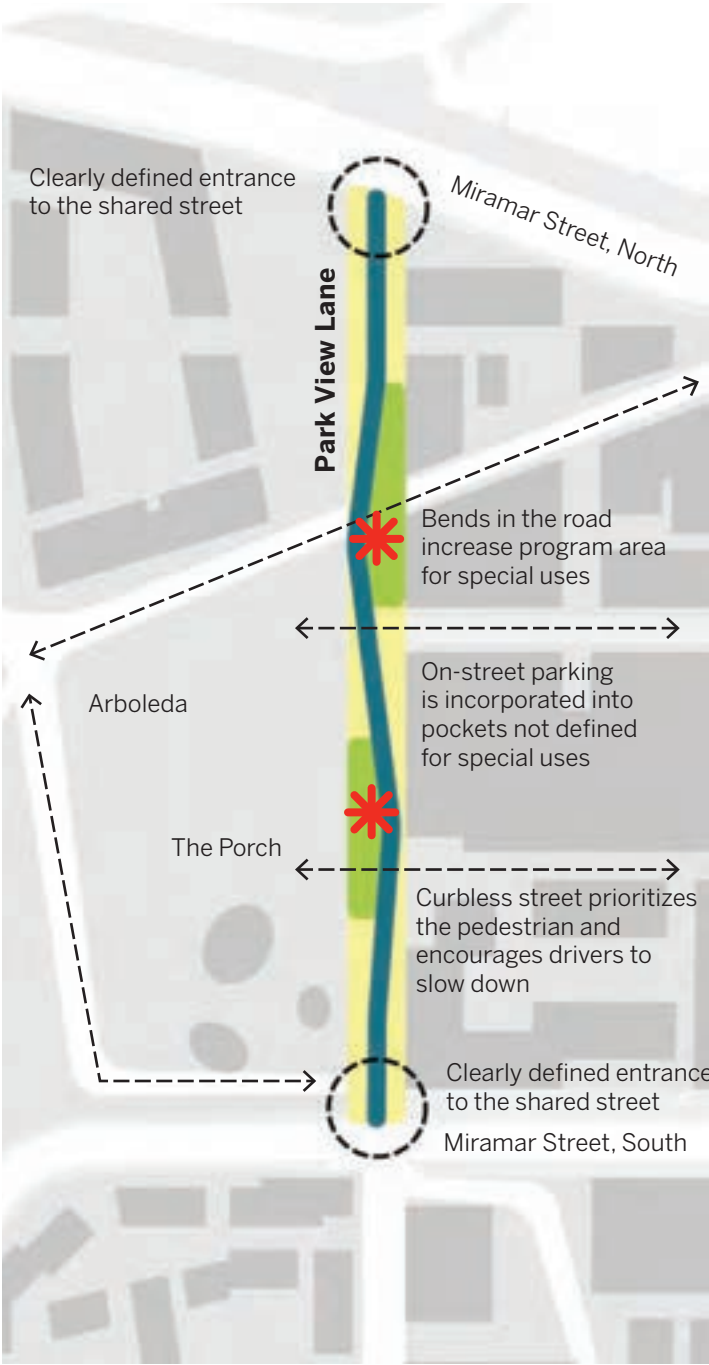 Clearly defined entrance
to the shared street
Miramar Street, North
Park View Lane
Bends in the road
increase program area
for special uses
On-street parking
is incorporated into
pockets not defined
for special uses
Arboleda
The Porch
Curbless street prioritizes
the pedestrian and
encourages drivers to
slow down
Clearly defined entrance
to the shared street
Miramar Street, South